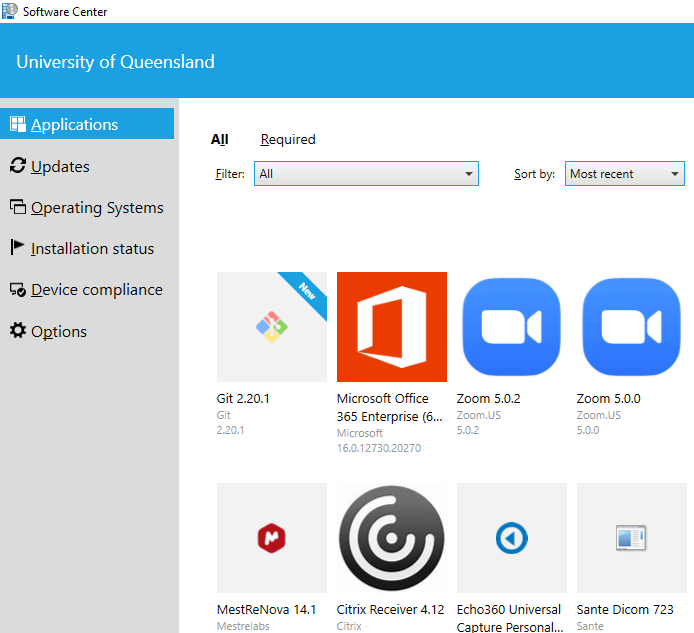 Software Center
University of Queensland
Applications
Updates
Operating Systems
Installation status
Device compliance
Options
All Required
Filter: All Sort by: Most recent
New
Git 2.20.1
Git
2.20.1
Microsoft Office
365 Enterprise (6...
Microsoft
16.0.12730.20270
Zoom 5.0.2
Zoom.US
5.0.2
Zoom 5.0.0
Zoom.US
5.0.0
MestReNova 14.1
Mestrelabs
Citrix Receiver 4.12
Citrix
Echo360 Universal
Capture Personal...
Sante Dicom 723
Sante